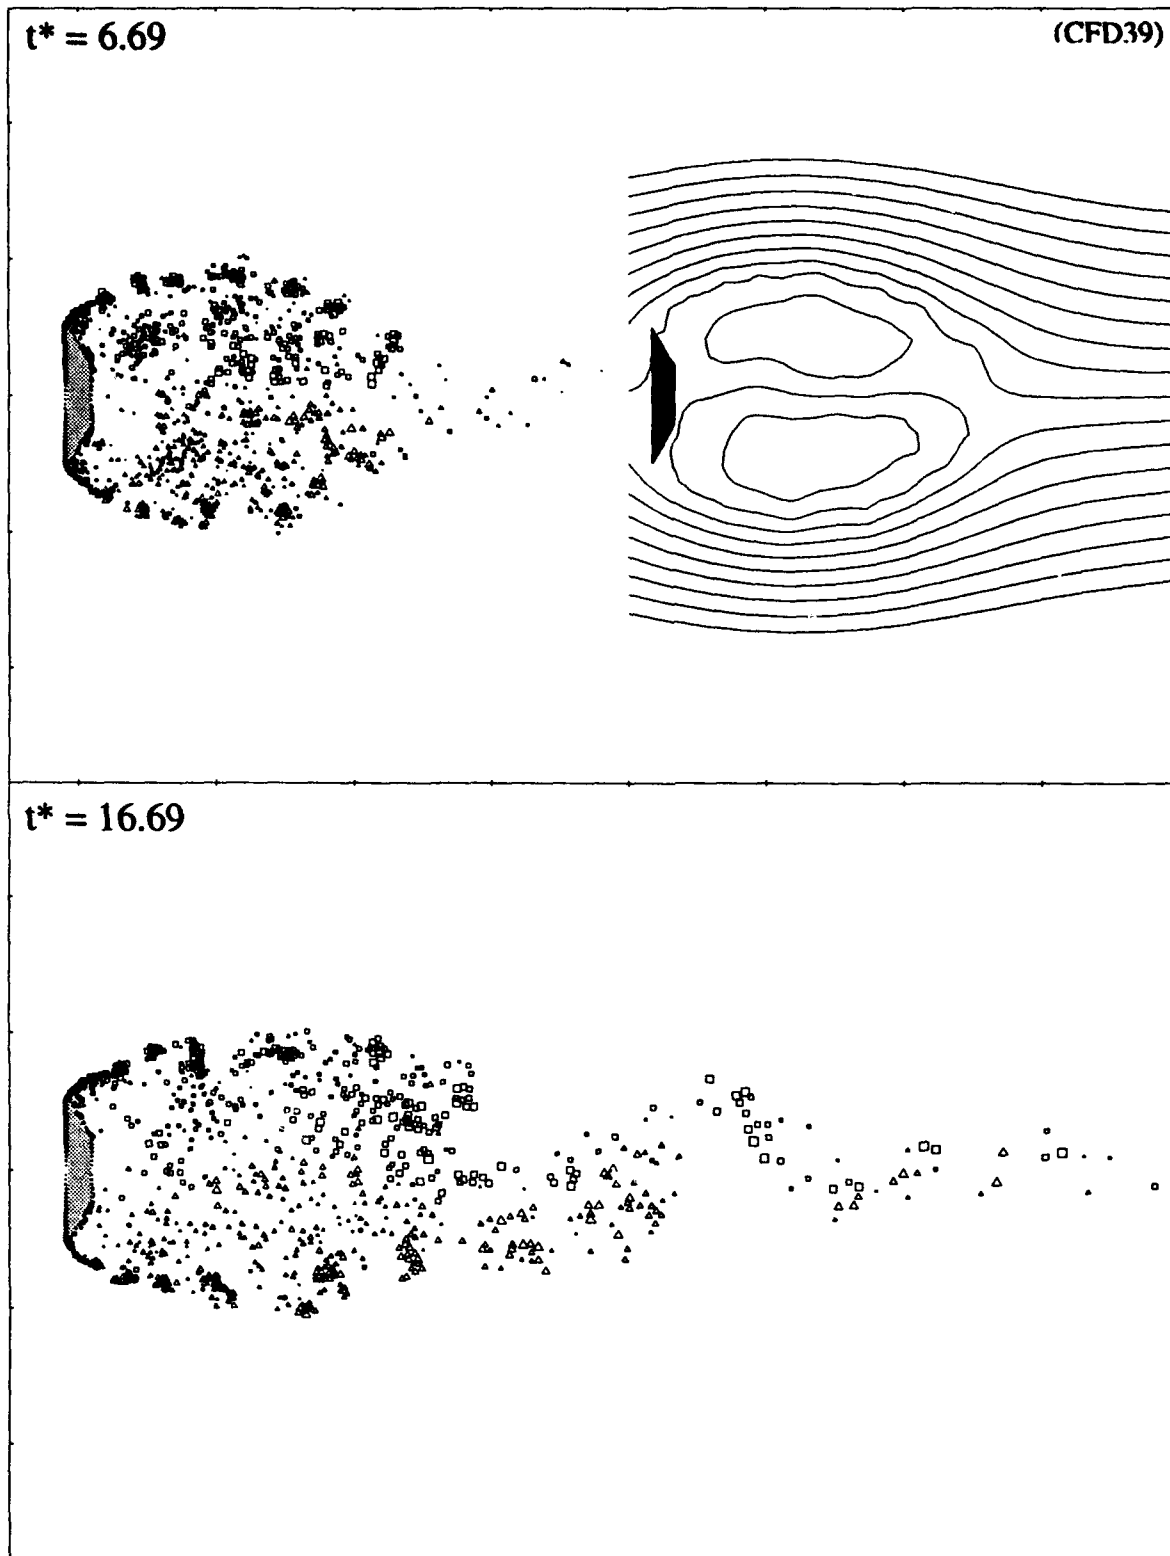 t* = 6.69
(CFD39)
t* = 16.69